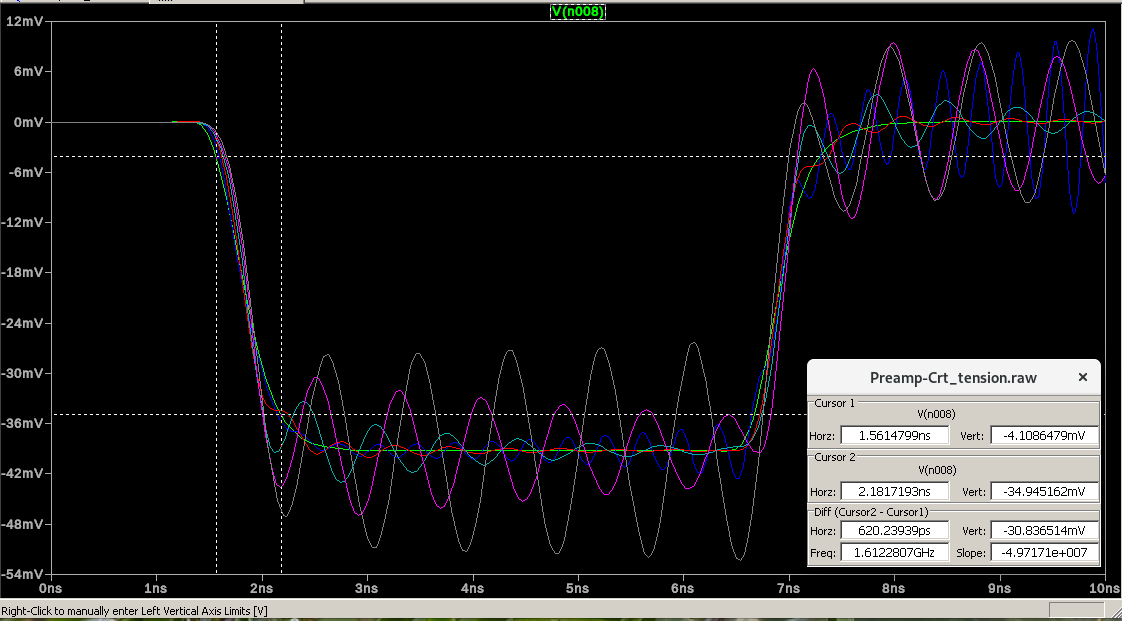 V(n008)
12mV
6mV
0mV
-6mV
-12mV
-18mV
-24mV
-30mV
-36mV
-42mV
-48mV
-54mV
0ns 1ns 2ns 3ns 4ns 5ns 6ns 7ns 8ns 9ns 10ns
Preamp-Crt_tension.raw ×
Cursor 1
V(n008)
Horz: 1.5614799ns Vert: -4.1086479mV
Cursor 2
V(n008)
Horz: 2.1817193ns Vert: -34.945162mV
Diff (Cursor2 - Cursor1)
Horz: 620.23939ps Vert: -30.836514mV
Freq: 1.6122807GHz Slope: -4.97171e+007
Right-Click to manually enter Left Vertical Axis Limits [V]